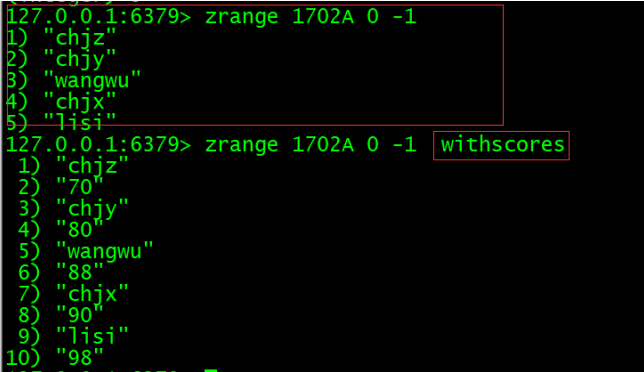 127.0.0.1:6379> zrange 1702A 0 -1
1) "chjz"
2) "chjy"
3) "wangwu"
4) "chjx"
5) "lisi"
127.0.0.1:6379> zrange 1702A 0 -1 withscores
1) "chjz"
2) "70"
3) "chjy"
4) "80"
5) "wangwu"
6) "88"
7) "chjx"
8) "90"
9) "lisi"
10) "98"